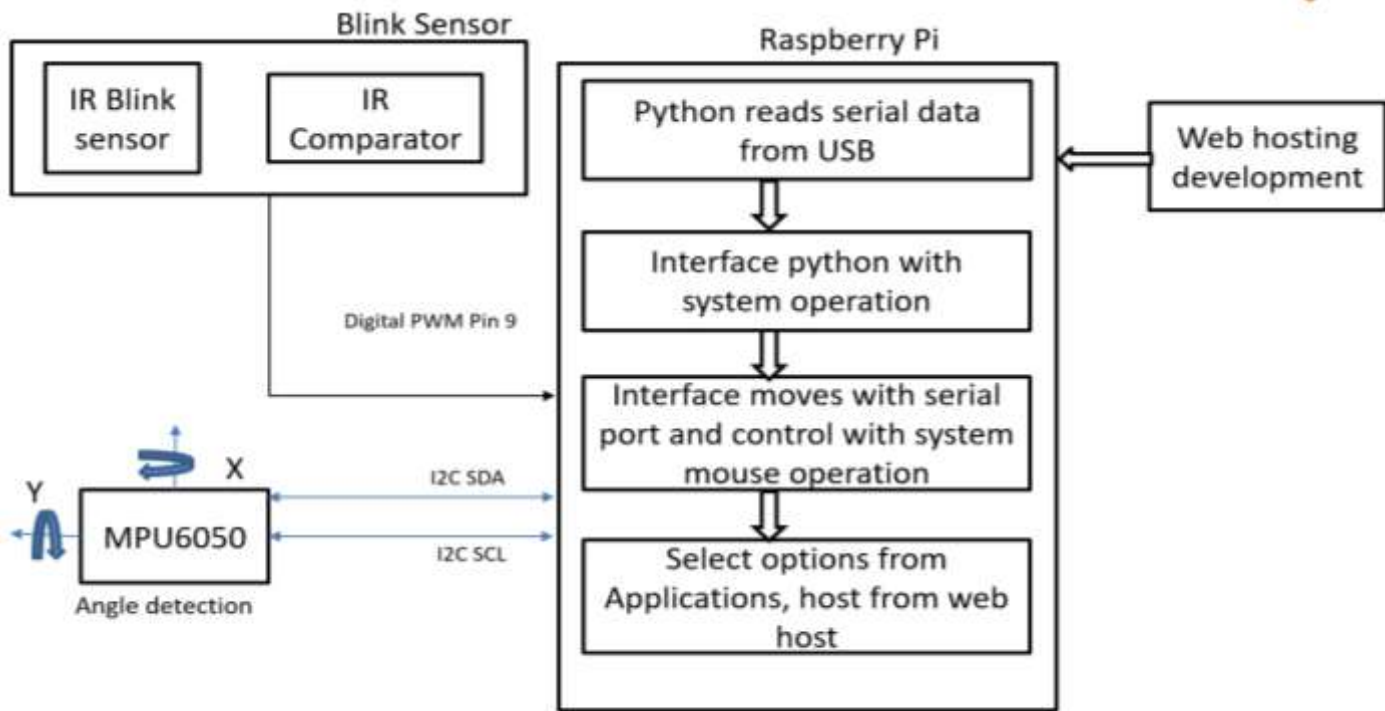 Blink Sensor
IR Blink
sensor
IR
Comparator
Raspberry Pi
Python reads serial data
from USB
Interface python with
system operation
Interface moves with serial
port and control with system
mouse operation
Select options from
Applications, host from web
host
Web hosting
development
Digital PWM Pin 9
X
Y
MPU6050
Angle detection
I2C SDA
I2C SCL